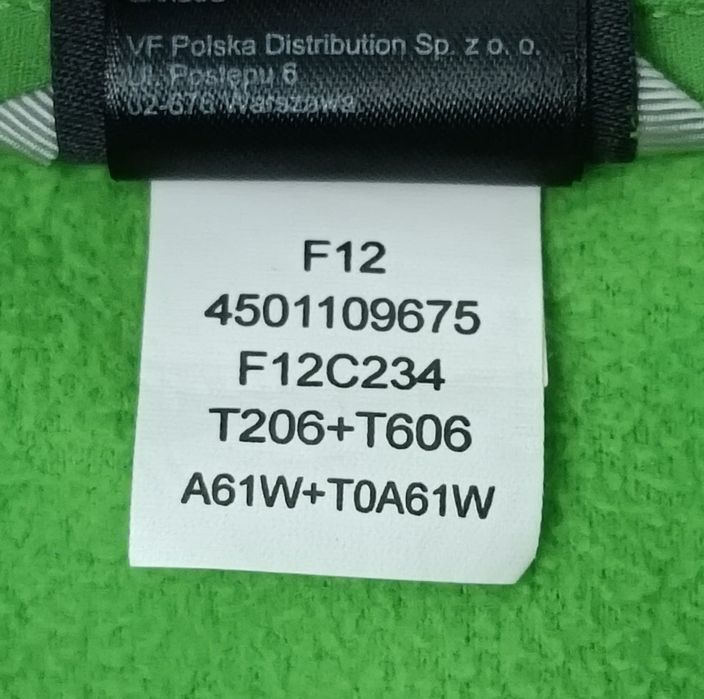 VF Polska Distribution Sp. z o. o.
Ul. Postępu 6
02-676 Warszawa
F12
4501109675
F12C234
T206+T606
A61W+T0A61W